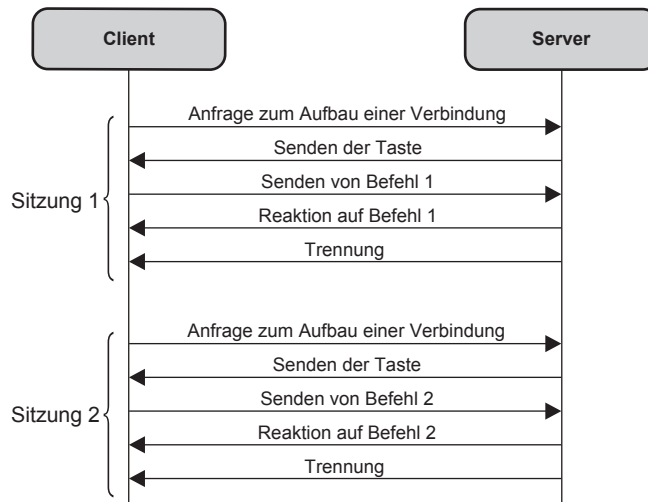 Client
Server
Anfrage zum Aufbau einer Verbindung
Senden der Taste
Sitzung 1
Senden von Befehl 1
Reaktion auf Befehl 1
Trennung
Anfrage zum Aufbau einer Verbindung
Senden der Taste
Sitzung 2
Senden von Befehl 2
Reaktion auf Befehl 2
Trennung